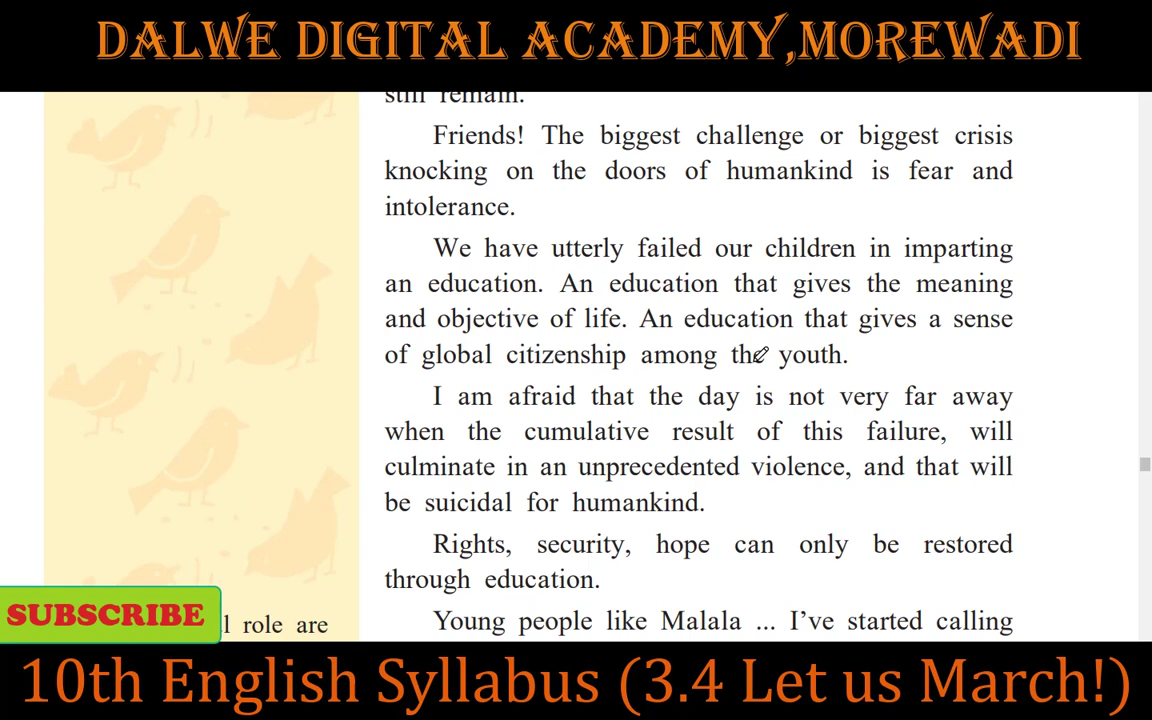 DALWE DIGITAL ACADEMY,MOREWADI
still remain.
Friends! The biggest challenge or biggest crisis
knocking on the doors of humankind is fear and
intolerance.
We have utterly failed our children in imparting
an education. An education that gives the meaning
and objective of life. An education that gives a sense
of global citizenship among the youth.
I am afraid that the day is not very far away
when the cumulative result of this failure, will
culminate in an unprecedented violence, and that will
be suicidal for humankind.
Rights, security, hope can only be restored
through education.
Young people like Malala ... I've started calling
SUBSCRIBE
l role are
10th English Syllabus (3.4 Let us March!)